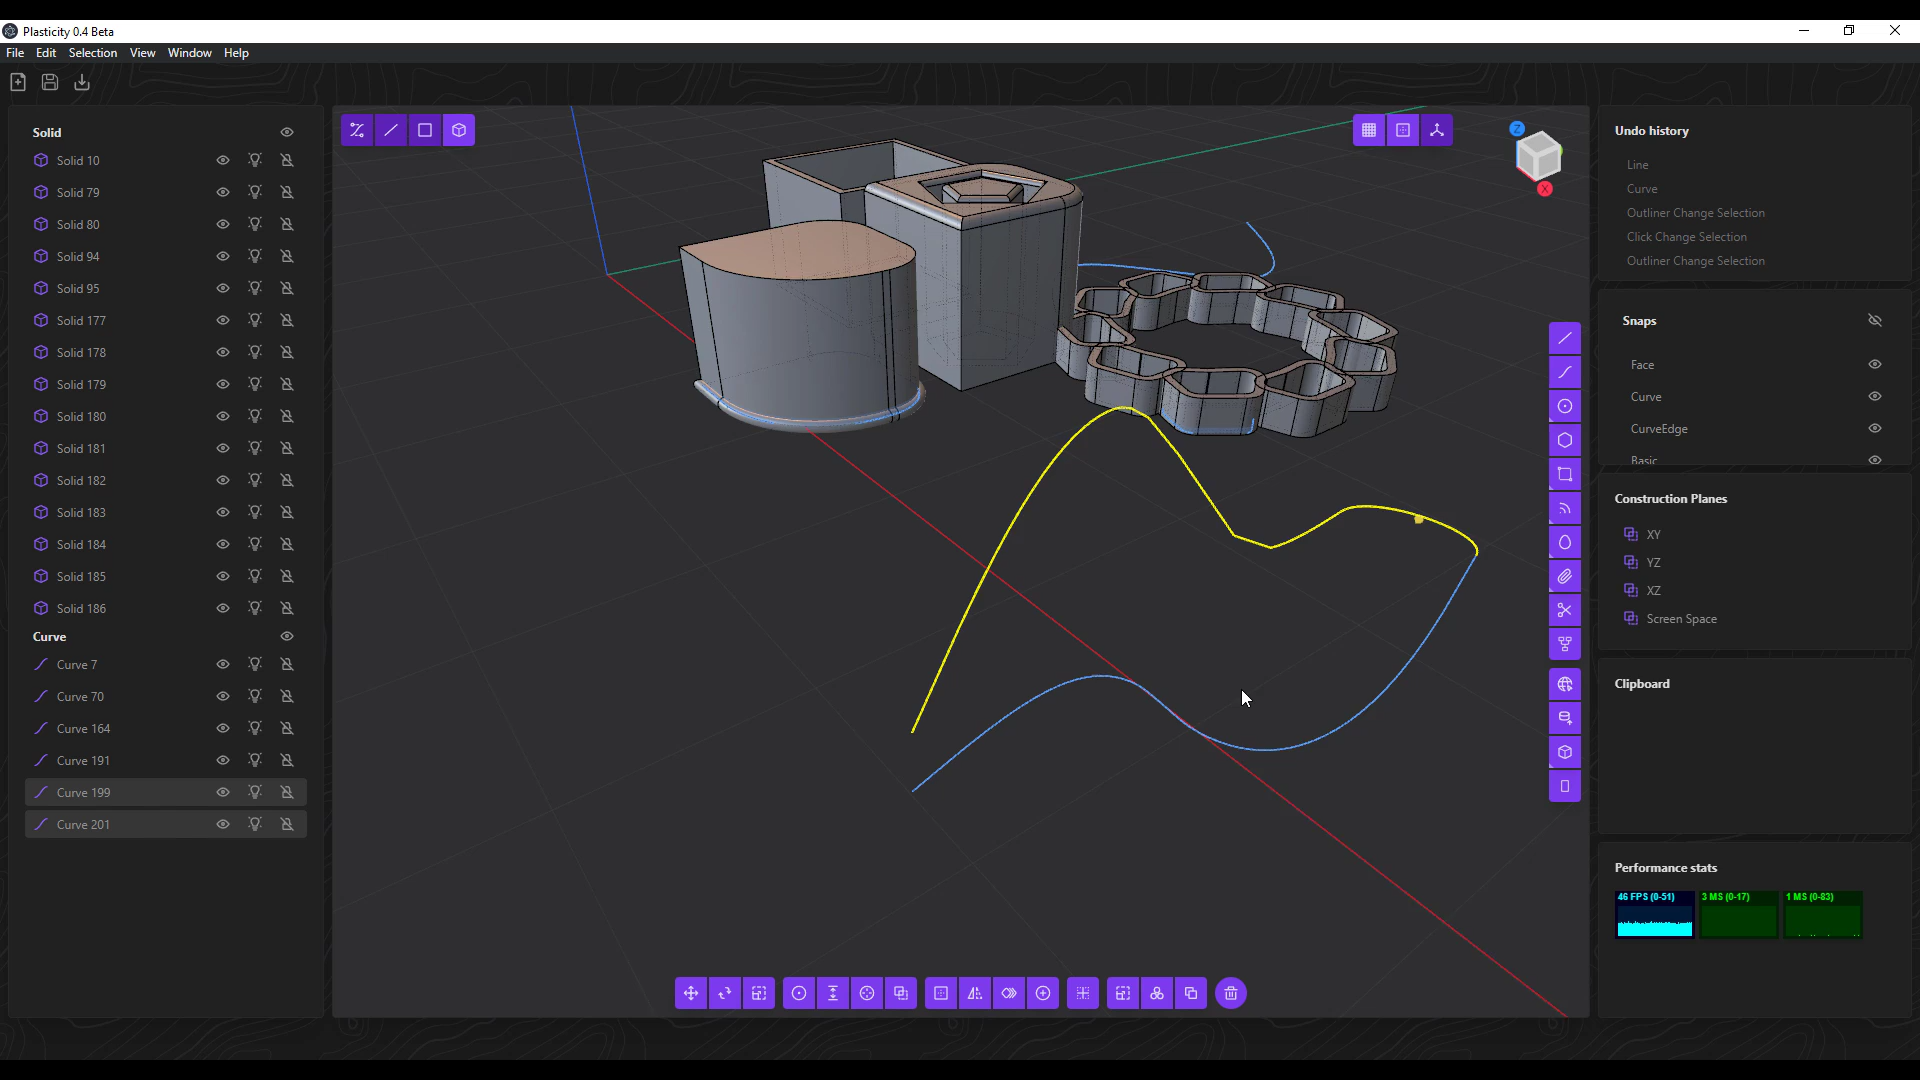 Plasticity 0.4 Beta
File Edit Selection View Window Help
Solid
Solid 10
Solid 79
Solid 80
Solid 94
Solid 95
Solid 177
Solid 178
Solid 179
Solid 180
Solid 181
Solid 182
Solid 183
Solid 184
Solid 185
Solid 186
Curve
Curve 7
Curve 70
Curve 164
Curve 191
Curve 199
Curve 201
Z
X
Undo history
Line
Curve
Outliner Change Selection
Click Change Selection
Outliner Change Selection
Snaps
Face
Curve
CurveEdge
Basic
Construction Planes
XY
YZ
XZ
Screen Space
Clipboard
Performance stats
46 FPS (0-51) 3 MS (0-17) 1 MS (0-83)